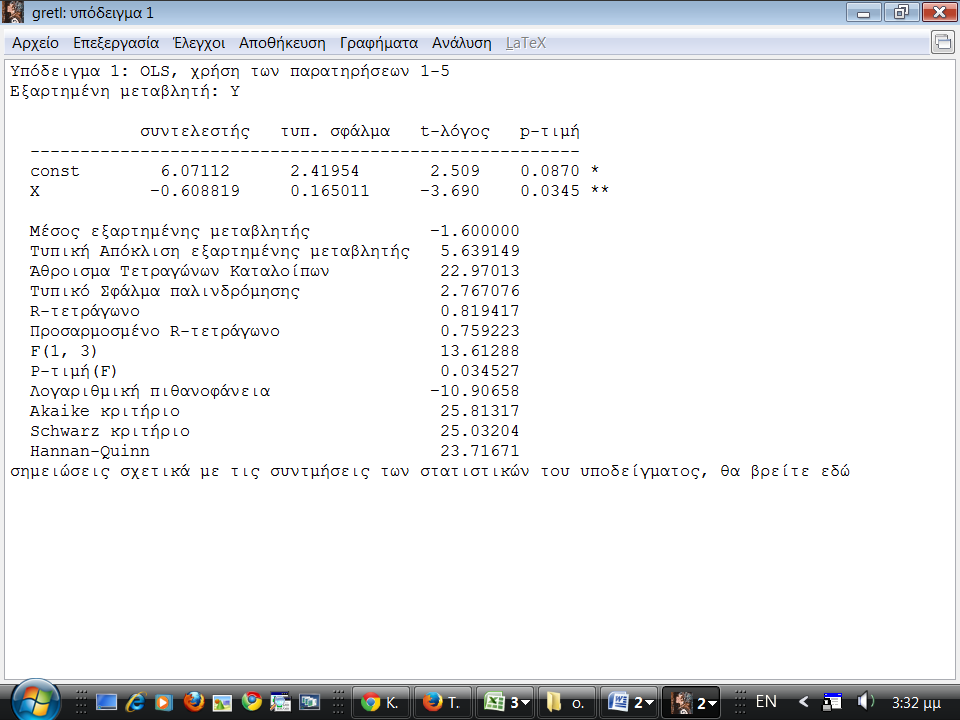 gretl: υπόδειγμα 1
Αρχείο Επεξεργασία Έλεγχοι Αποθήκευση Γραφήματα Ανάλυση LaTeX
Υπόδειγμα 1: OLS, χρήση των παρατηρήσεων 1-5
Εξαρτημένη μεταβλητή: Y
συντελεστής τυπ. σφάλμα t-λόγος p-τιμή
-------------------------------------------------------
const 6.07112 2.41954 2.509 0.0870 *
X -0.608819 0.165011 -3.690 0.0345 **
Μέσος εξαρτημένης μεταβλητής -1.600000
Τυπική Απόκλιση εξαρτημένης μεταβλητής 5.639149
Άθροισμα Τετραγώνων Καταλοίπων 22.97013
Τυπικό Σφάλμα παλινδρόμησης 2.767076
R-τετράγωνο 0.819417
Προσαρμοσμένο R-τετράγωνο 0.759223
F(1, 3) 13.61288
P-τιμή(F) 0.034527
Λογαριθμική πιθανοφάνεια -10.90658
Akaike κριτήριο 25.81317
Schwarz κριτήριο 25.03204
Hannan-Quinn 23.71671
σημειώσεις σχετικά με τις συντμήσεις των στατιστικών του υποδείγματος, θα βρείτε εδώ
K. T. 3 ο. 2 2 EN 3:32 μμ